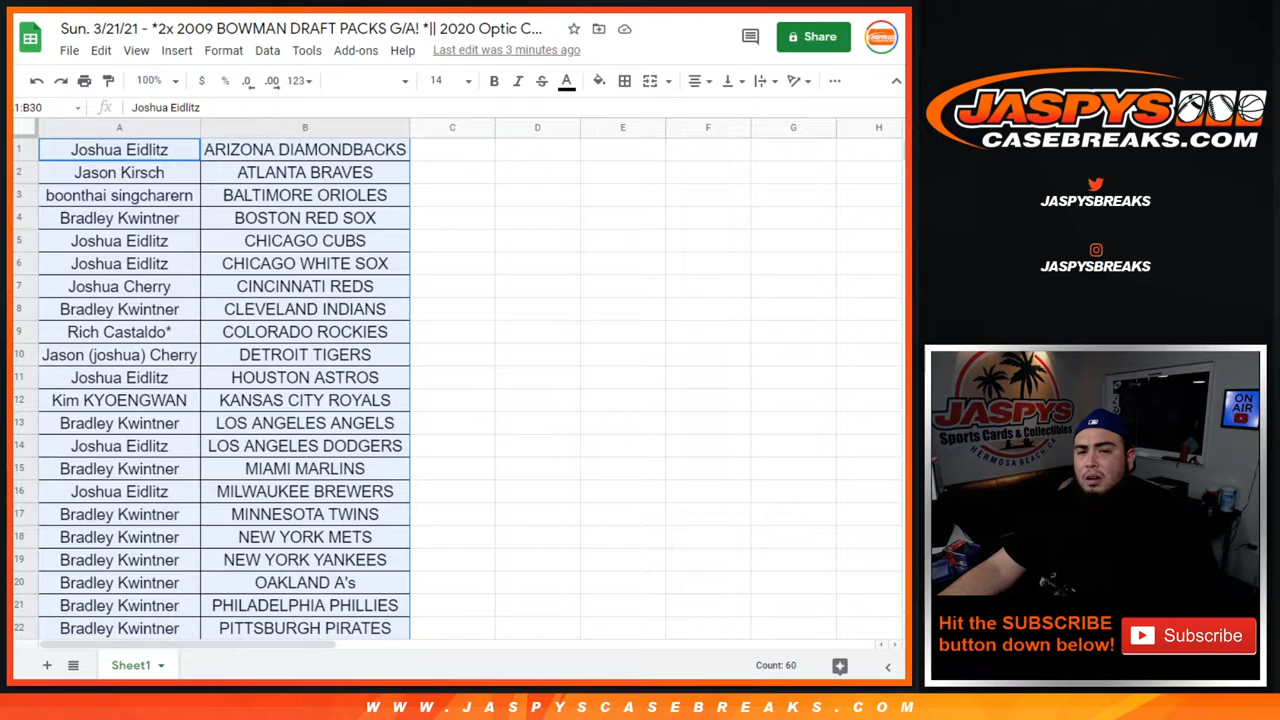 Sun. 3/21/21 - *2x 2009 BOWMAN DRAFT PACKS G/A! *|| 2020 Optic C...
Share
File Edit View Insert Format Data Tools Add-ons Help Last edit was 3 minutes ago
100% $ % .0 .00 123 14 B I S A
1:B30 fx Joshua Eidlitz
A B C D E F G H
1 Joshua Eidlitz ARIZONA DIAMONDBACKS
2 Jason Kirsch ATLANTA BRAVES
3 boonthai singcharern BALTIMORE ORIOLES
4 Bradley Kwintner BOSTON RED SOX
5 Joshua Eidlitz CHICAGO CUBS
6 Joshua Eidlitz CHICAGO WHITE SOX
7 Joshua Cherry CINCINNATI REDS
8 Bradley Kwintner CLEVELAND INDIANS
9 Rich Castaldo* COLORADO ROCKIES
10 Jason (joshua) Cherry DETROIT TIGERS
11 Joshua Eidlitz HOUSTON ASTROS
12 Kim KYOENGWAN KANSAS CITY ROYALS
13 Bradley Kwintner LOS ANGELES ANGELS
14 Joshua Eidlitz LOS ANGELES DODGERS
15 Bradley Kwintner MIAMI MARLINS
16 Joshua Eidlitz MILWAUKEE BREWERS
17 Bradley Kwintner MINNESOTA TWINS
18 Bradley Kwintner NEW YORK METS
19 Bradley Kwintner NEW YORK YANKEES
20 Bradley Kwintner OAKLAND A's
21 Bradley Kwintner PHILADELPHIA PHILLIES
22 Bradley Kwintner PITTSBURGH PIRATES
Sheet1
Count: 60
JASPYS
CASEBREAKS.COM
JASPYSBREAKS
JASPYSBREAKS
JASPYS
Sports Cards & Collectibles
HERMOSA BEACH, CA
ON AIR
Hit the SUBSCRIBE
button down below!
Subscribe
WWW.JASPYSCASEBREAKS.COM